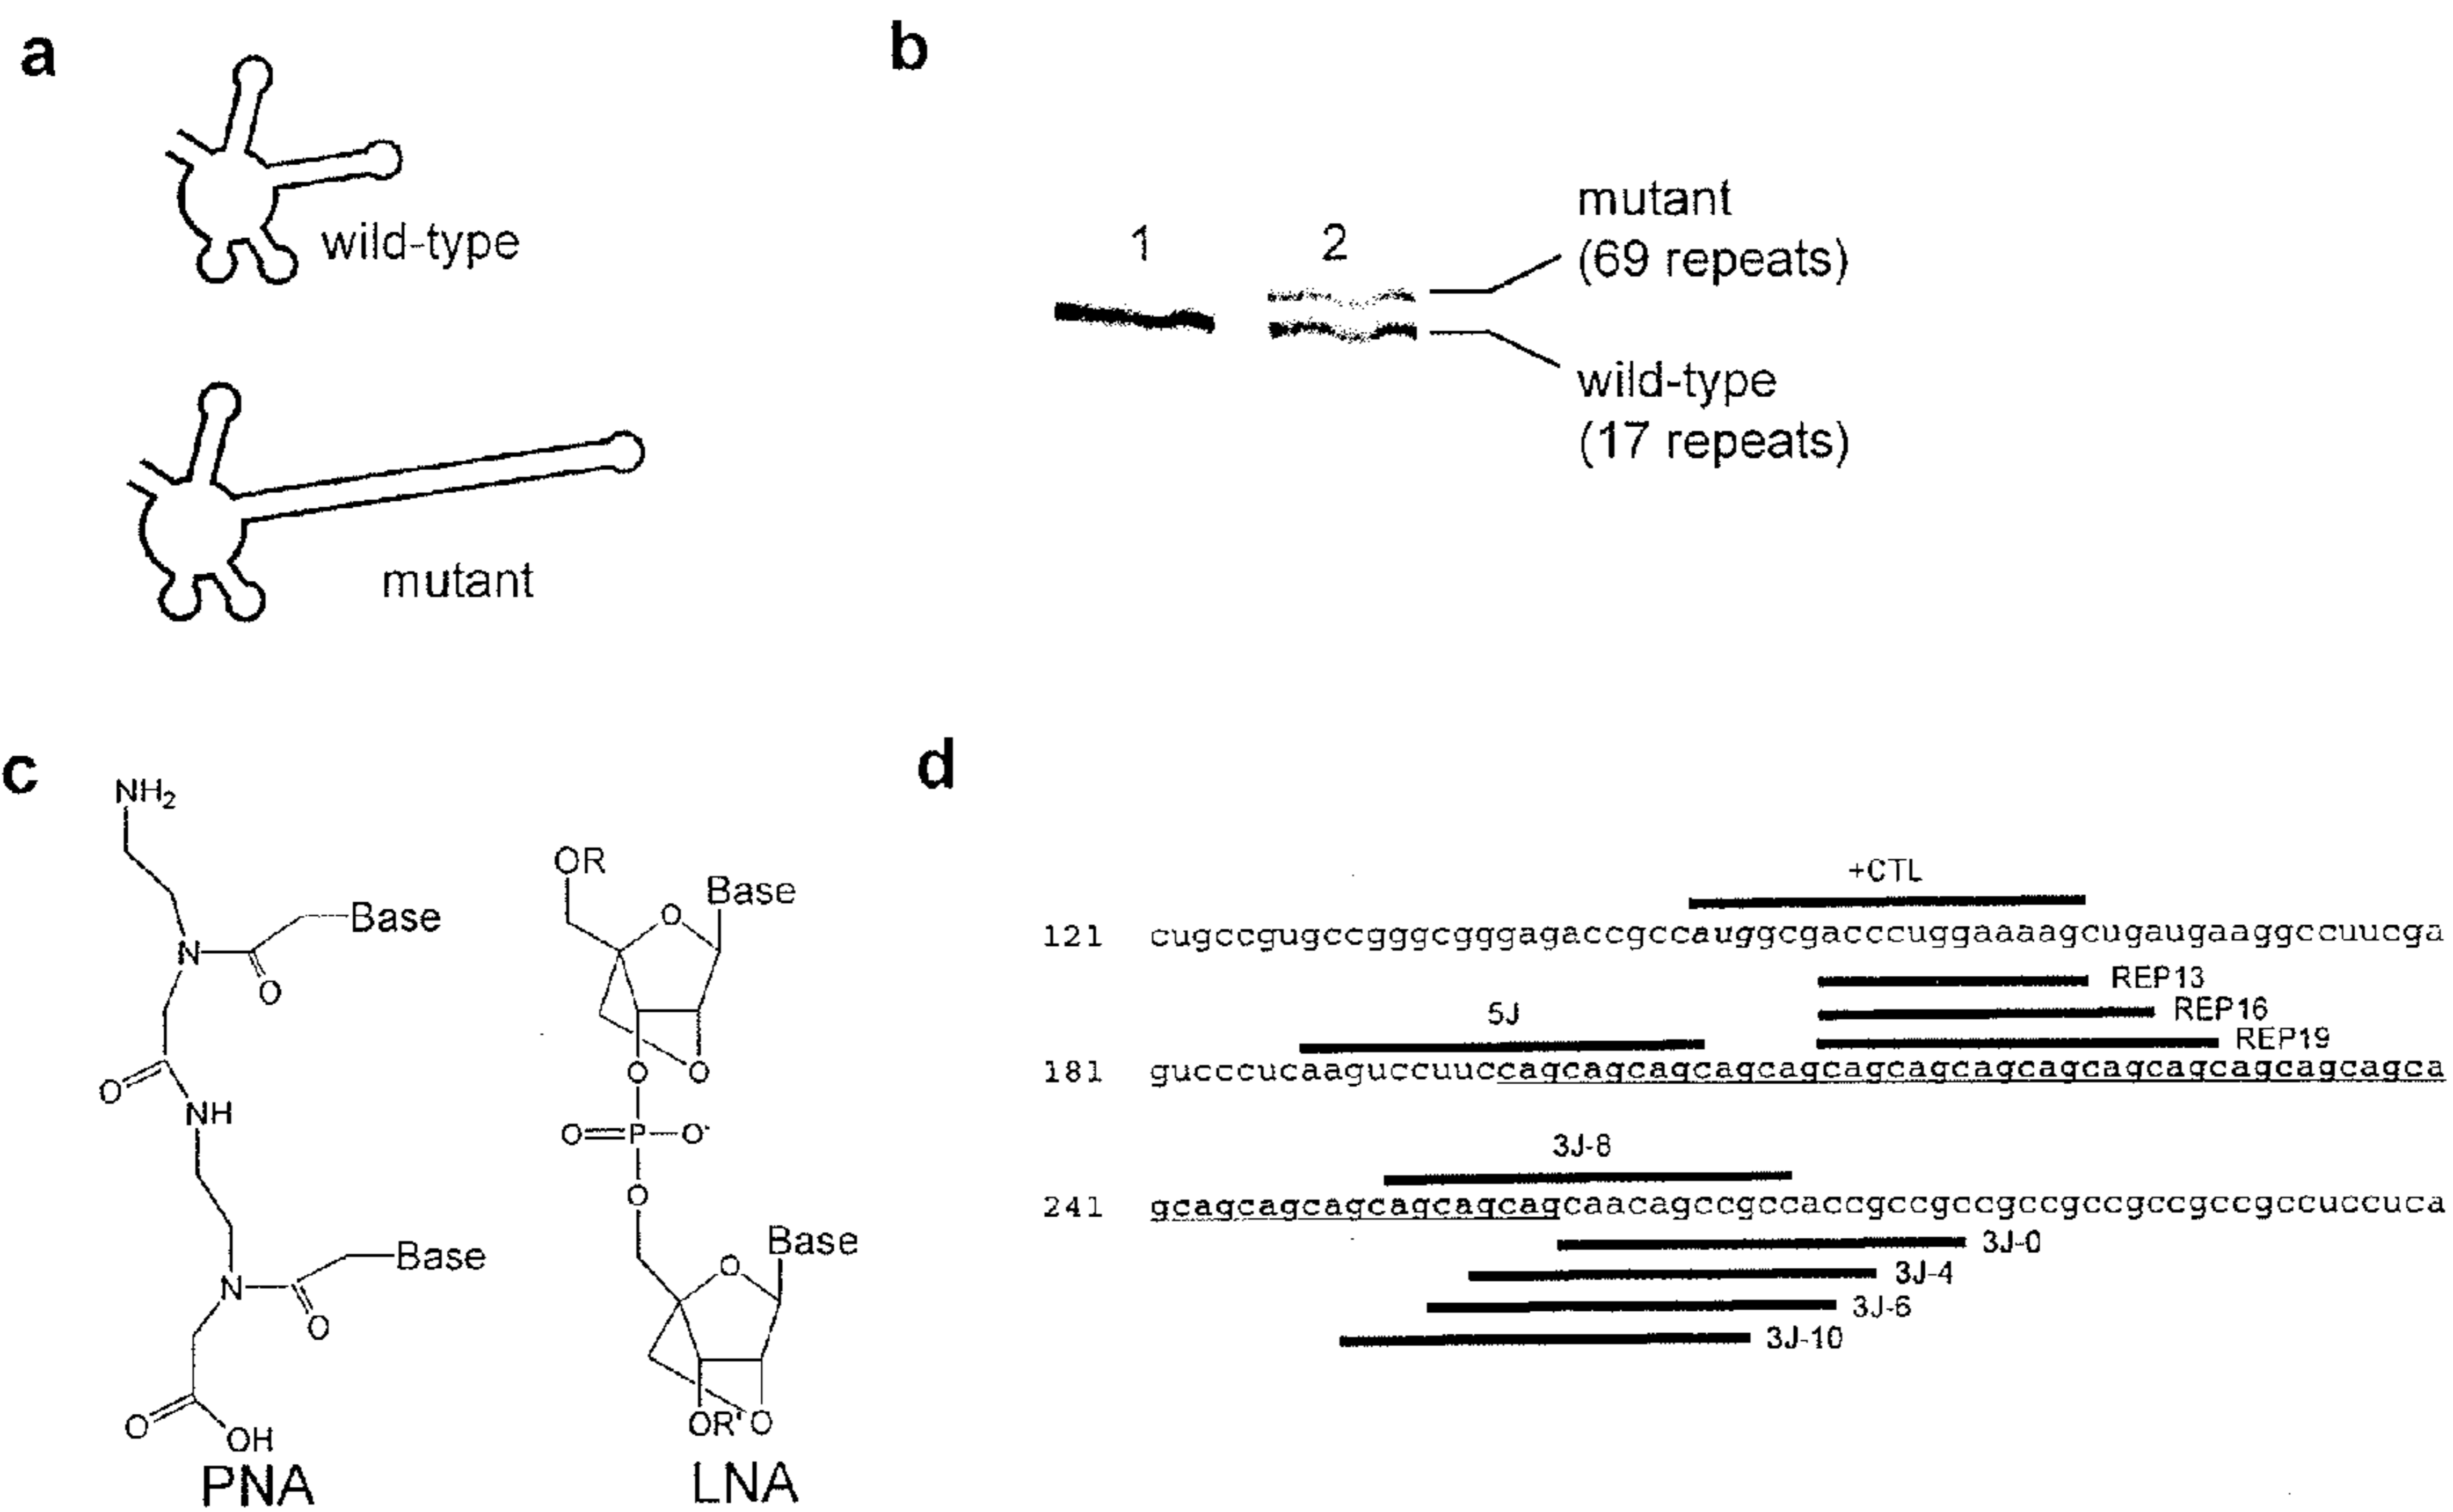 a
wild-type
mutant
b
1 2
mutant
(69 repeats)
wild-type
(17 repeats)
c
NH2
Base
N
O
O
NH
Base
N
O
O
OH
PNA
OR
Base
O
O
O
O=P—O-
O
Base
O
OR'
O
LNA
d
+CTL
121 cugccgugccgggcgggagaccgccauggcgacccuggaaaagcugaugaaggccuucga
REP13
REP16
5J
REP19
181 gucccucaaguccuuccagcagcagcagcagcagcagcagcagcagcagcagcagcagca
3J-8
241 gcagcagcagcagcagcagcaacagccgccaccgccgccgccgccgccgccgccuccuca
3J-0
3J-4
3J-6
3J-10